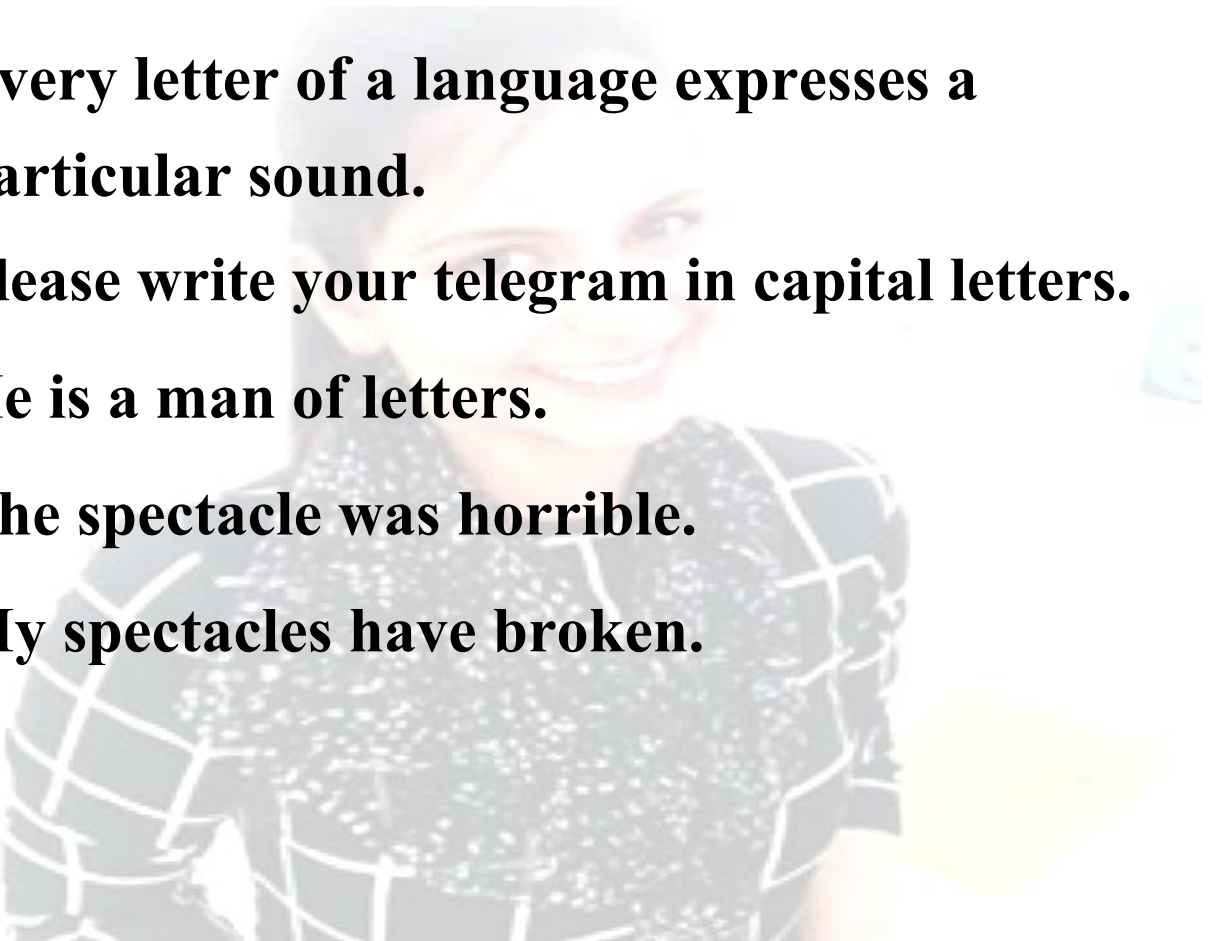 very letter of a language expresses a
articular sound.
lease write your telegram in capital letters.
e is a man of letters.
he spectacle was horrible.
y spectacles have broken.